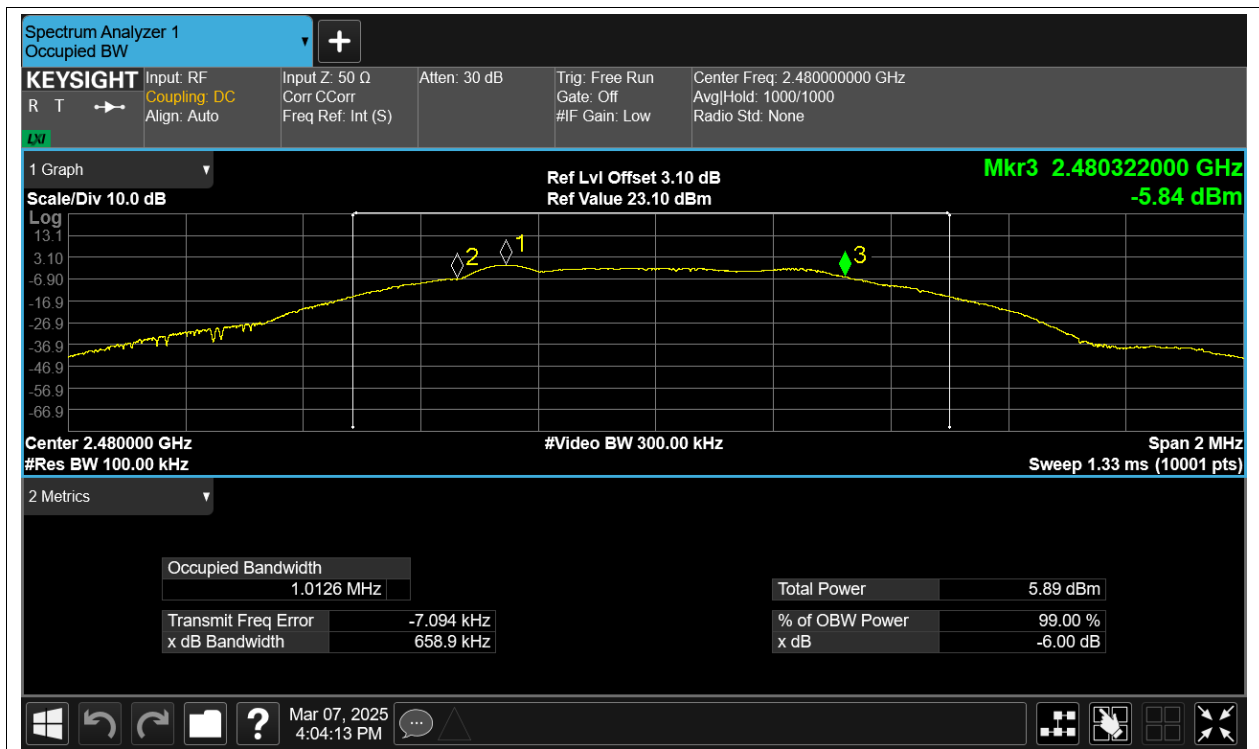 Spectrum Analyzer 1
Occupied BW
+
KEYSIGHT
R T
LXI
Input: RF
Coupling: DC
Align: Auto
Input Z: 50 Ω
Corr CCorr
Freq Ref: Int (S)
Atten: 30 dB
Trig: Free Run
Gate: Off
#IF Gain: Low
Center Freq: 2.480000000 GHz
Avg|Hold: 1000/1000
Radio Std: None
1 Graph
Scale/Div 10.0 dB
Ref Lvl Offset 3.10 dB
Ref Value 23.10 dBm
Mkr3 2.480322000 GHz
-5.84 dBm
Log
13.1
3.10
-6.90
-16.9
-26.9
-36.9
-46.9
-56.9
-66.9
2
1
3
Center 2.480000 GHz
#Res BW 100.00 kHz
#Video BW 300.00 kHz
Span 2 MHz
Sweep 1.33 ms (10001 pts)
2 Metrics
Occupied Bandwidth
1.0126 MHz
Transmit Freq Error -7.094 kHz
x dB Bandwidth 658.9 kHz
Total Power 5.89 dBm
% of OBW Power 99.00 %
x dB -6.00 dB
?
Mar 07, 2025
4:04:13 PM